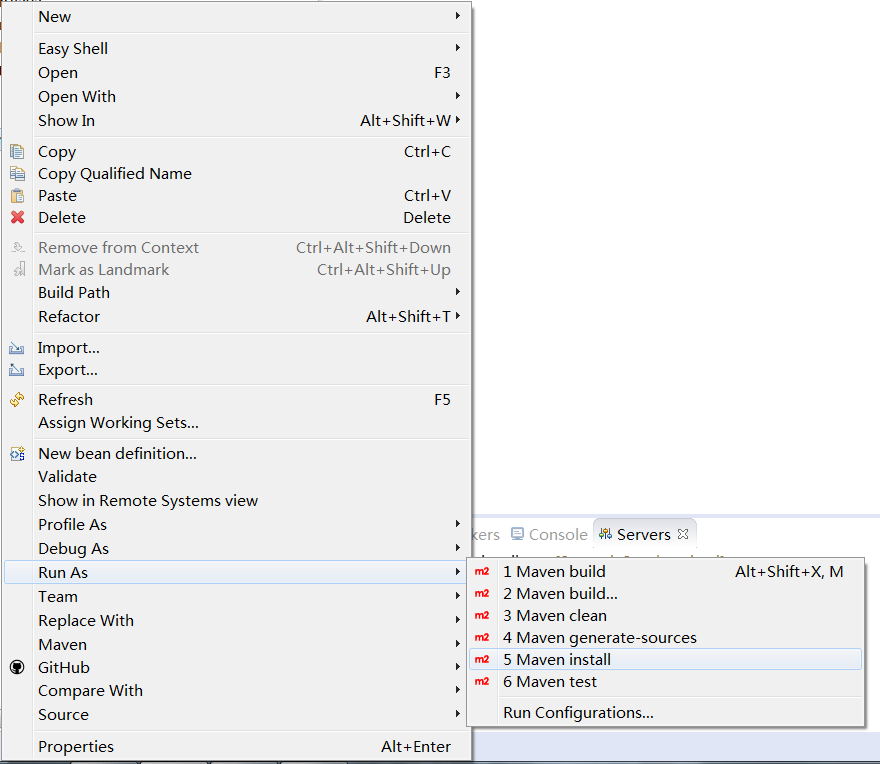 New
Easy Shell
Open F3
Open With
Show In Alt+Shift+W
Copy Ctrl+C
Copy Qualified Name
Paste Ctrl+V
Delete Delete
Remove from Context Ctrl+Alt+Shift+Down
Mark as Landmark Ctrl+Alt+Shift+Up
Build Path
Refactor Alt+Shift+T
Import...
Export...
Refresh F5
Assign Working Sets...
New bean definition...
Validate
Show in Remote Systems view
Profile As
Debug As
Run As
Team
Replace With
Maven
GitHub
Compare With
Source
Properties Alt+Enter
kers Console Servers
m2 1 Maven build Alt+Shift+X, M
m2 2 Maven build...
m2 3 Maven clean
m2 4 Maven generate-sources
m2 5 Maven install
m2 6 Maven test
Run Configurations...